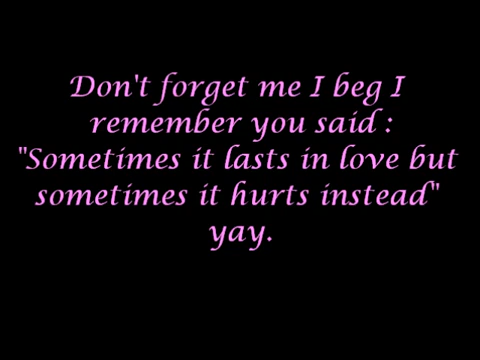 Don't forget me I beg I
remember you said :
"Sometimes it lasts in love but
sometimes it hurts instead"
yay.